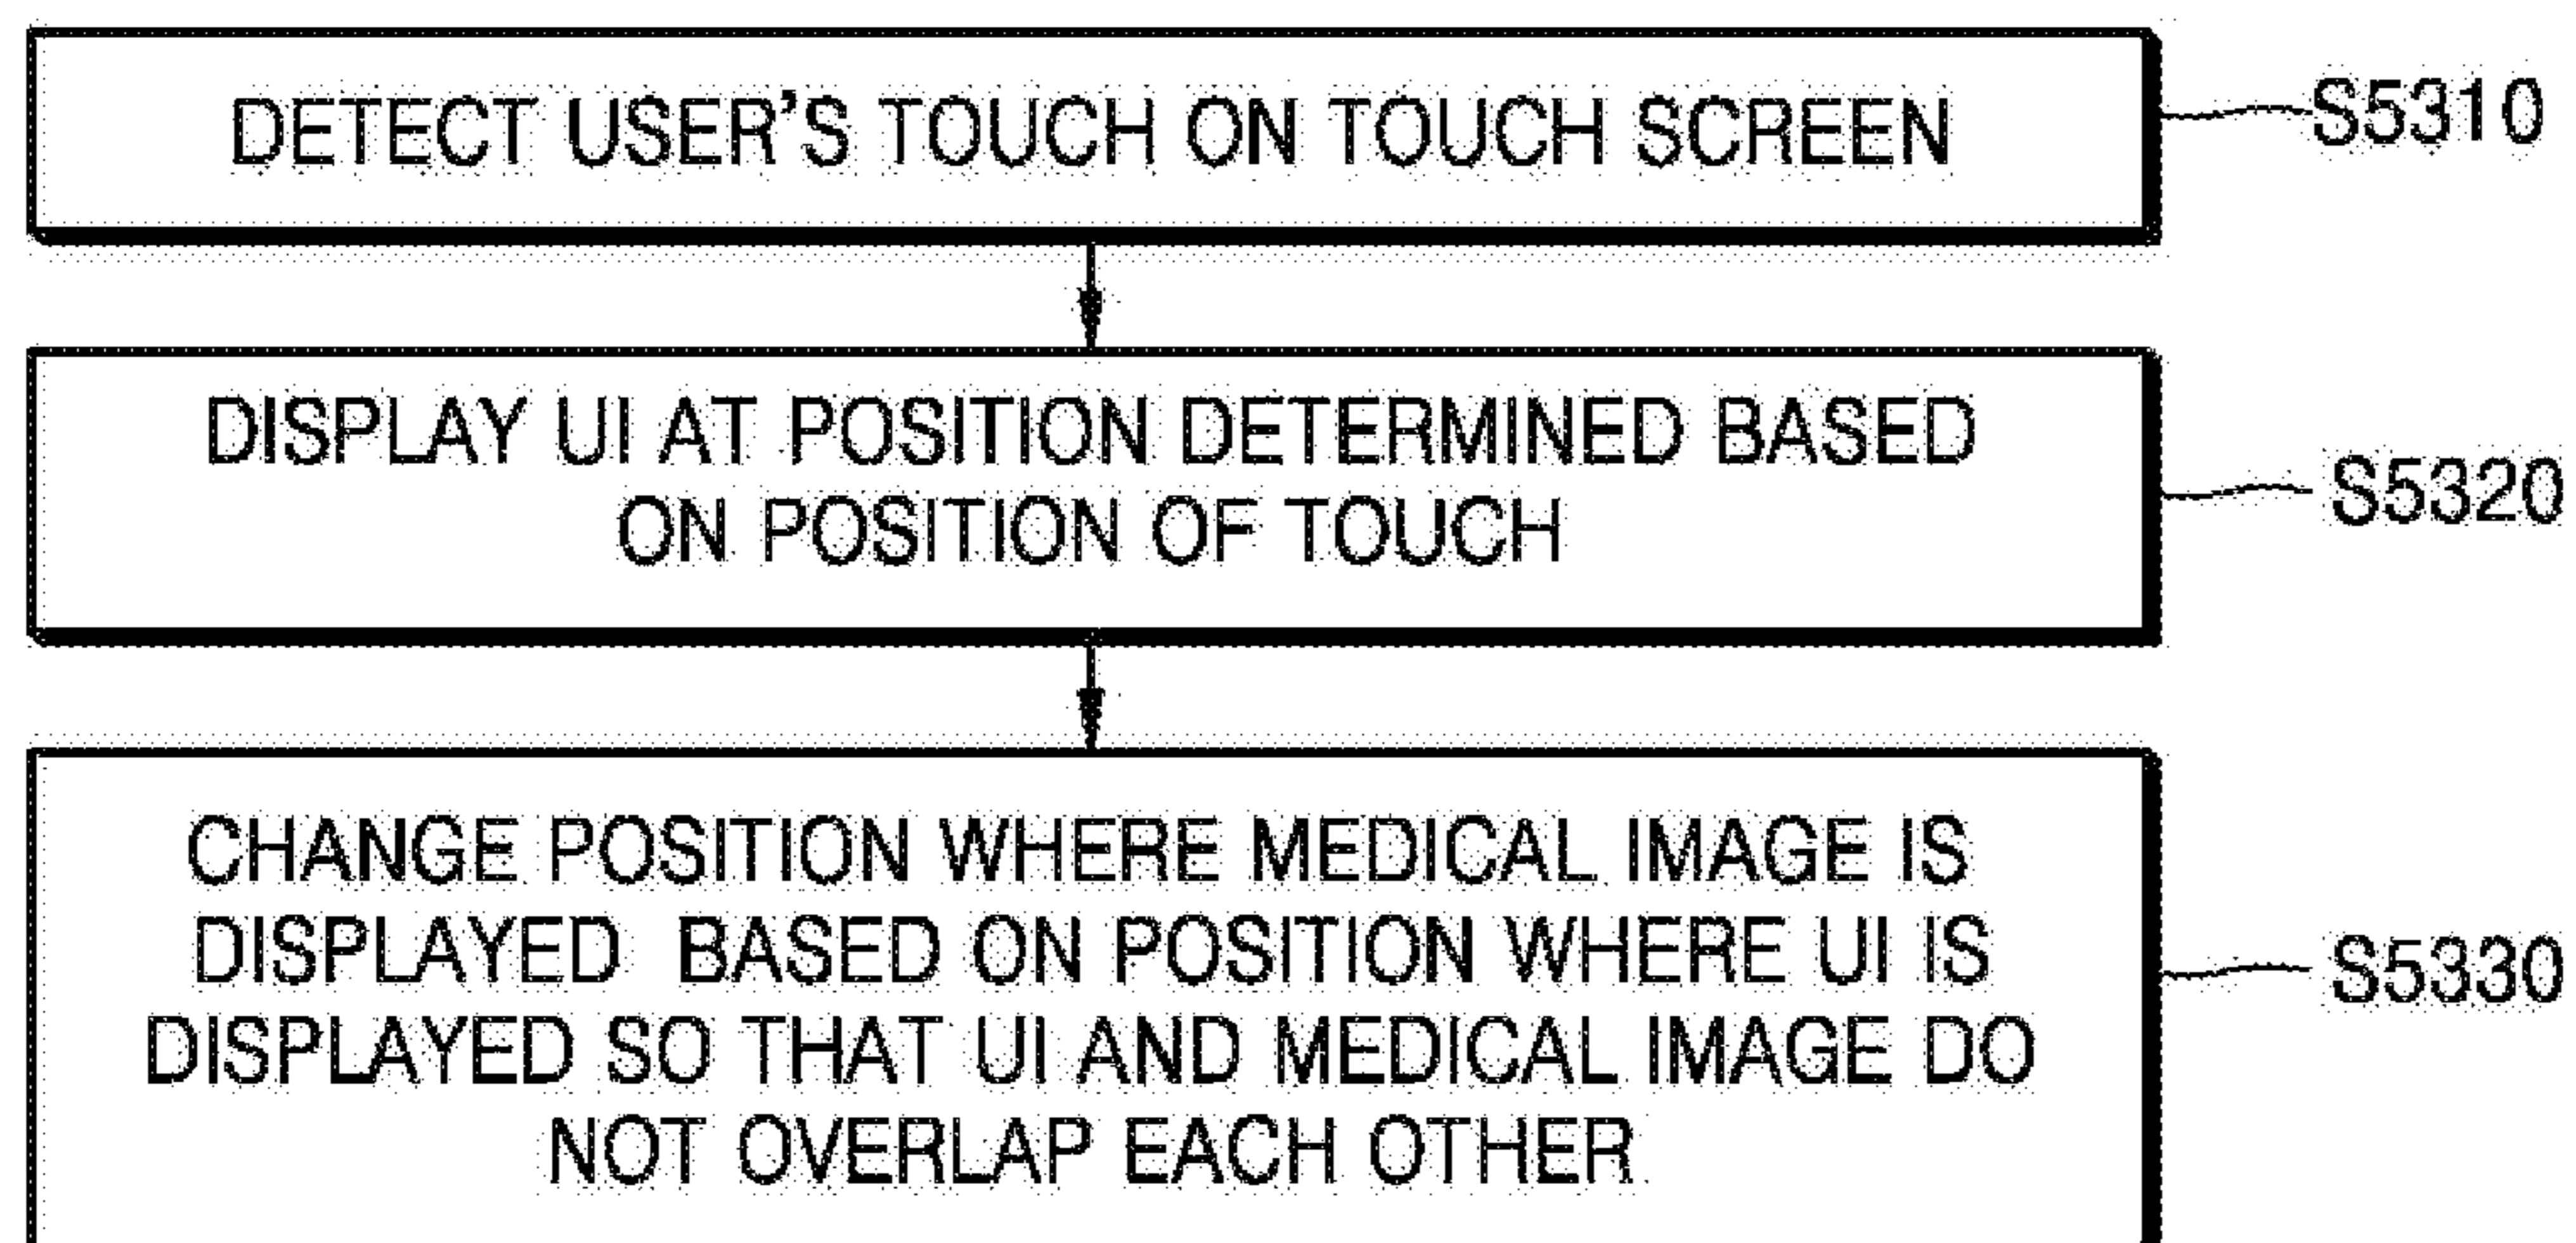 DETECT USER'S TOUCH ON TOUCH SCREEN
S5310
DISPLAY UI AT POSITION DETERMINED BASED
ON POSITION OF TOUCH
S5320
CHANGE POSITION WHERE MEDICAL IMAGE IS
DISPLAYED BASED ON POSITION WHERE UI IS
DISPLAYED SO THAT UI AND MEDICAL IMAGE DO
NOT OVERLAP EACH OTHER
S5330